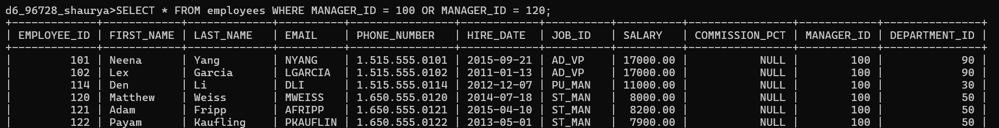 d6_96728_shaurya>SELECT * FROM employees WHERE MANAGER_ID = 100 OR MANAGER_ID = 120;
+-------------+------------+-------------+----------+----------------+------------+----------+----------+----------------+------------+---------------+
| EMPLOYEE_ID | FIRST_NAME | LAST_NAME   | EMAIL    | PHONE_NUMBER   | HIRE_DATE  | JOB_ID   | SALARY   | COMMISSION_PCT | MANAGER_ID | DEPARTMENT_ID |
+-------------+------------+-------------+----------+----------------+------------+----------+----------+----------------+------------+---------------+
|         101 | Neena      | Yang        | NYANG    | 1.515.555.0101 | 2015-09-21 | AD_VP    | 17000.00 |           NULL |        100 |            90 |
|         102 | Lex        | Garcia      | LGARCIA  | 1.515.555.0102 | 2011-01-13 | AD_VP    | 17000.00 |           NULL |        100 |            90 |
|         114 | Den        | Li          | DLI      | 1.515.555.0114 | 2012-12-07 | PU_MAN   | 11000.00 |           NULL |        100 |            30 |
|         120 | Matthew    | Weiss       | MWEISS   | 1.650.555.0120 | 2014-07-18 | ST_MAN   |  8000.00 |           NULL |        100 |            50 |
|         121 | Adam       | Fripp       | AFRIPP   | 1.650.555.0121 | 2015-04-10 | ST_MAN   |  8200.00 |           NULL |        100 |            50 |
|         122 | Payam      | Kaufling    | PKAUFLIN | 1.650.555.0122 | 2013-05-01 | ST_MAN   |  7900.00 |           NULL |        100 |            50 |